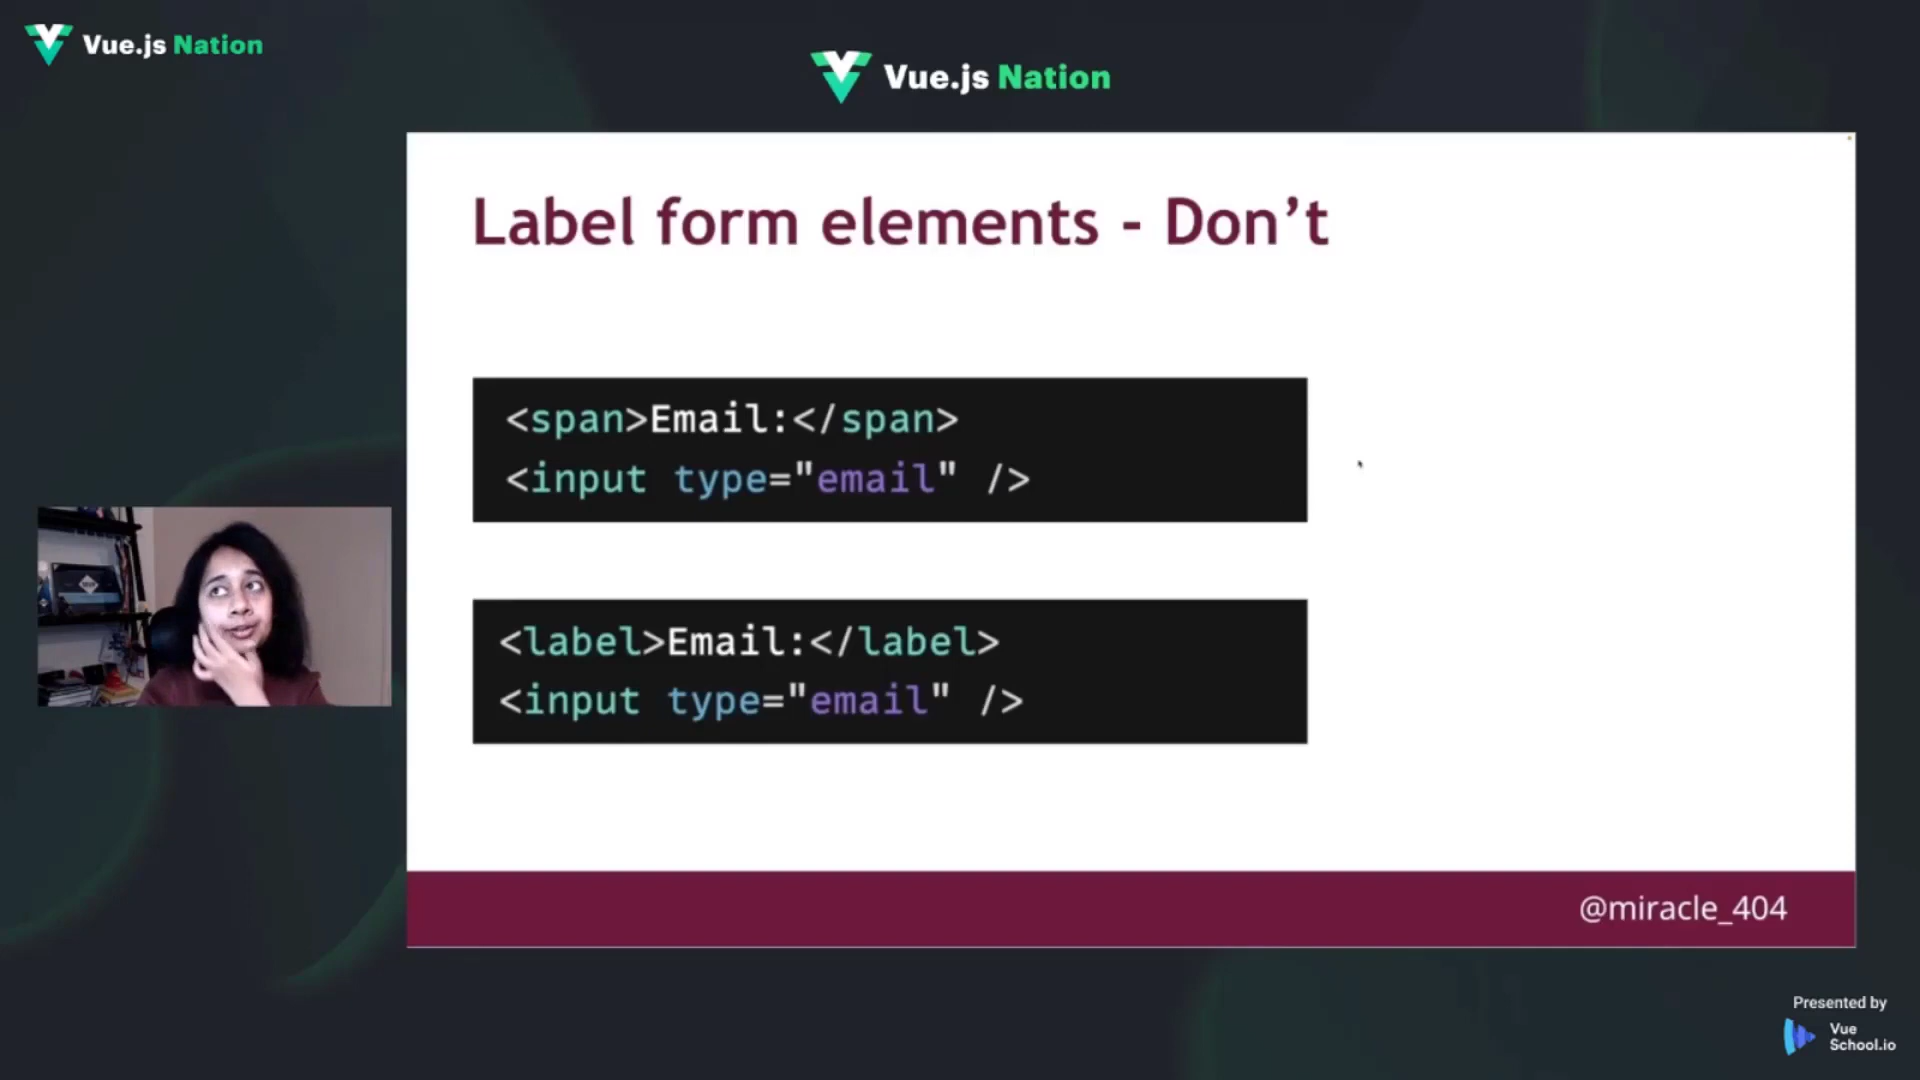 Vue.js Nation
Vue.js Nation
Label form elements - Don’t
<span>Email:</span>
<input type="email" />
<label>Email:</label>
<input type="email" />
@miracle_404
Presented by
Vue
School.io